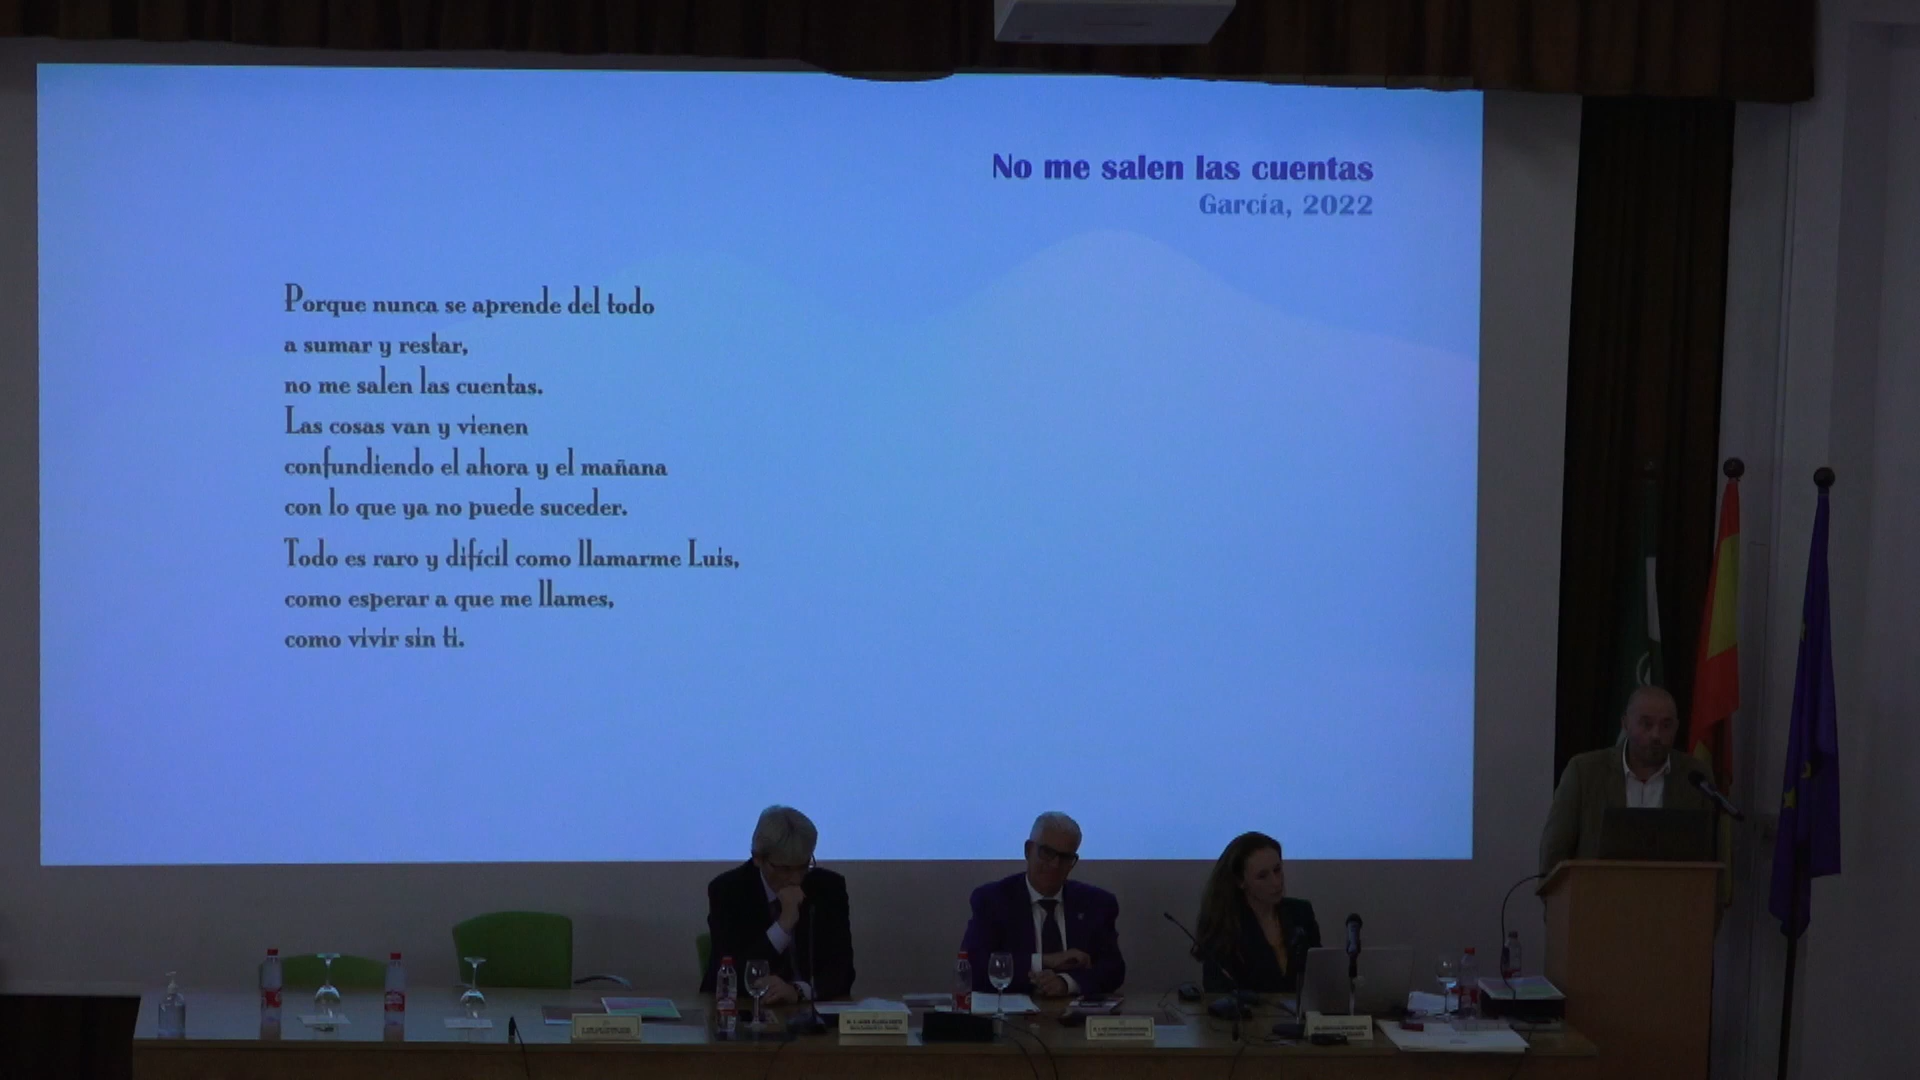 No me salen las cuentas
García, 2022
Porque nunca se aprende del todo
a sumar y restar,
no me salen las cuentas.
Las cosas van y vienen
confundiendo el ahora y el mañana
con lo que ya no puede suceder.
Todo es raro y difícil como llamarme Luis,
como esperar a que me llames,
como vivir sin ti.